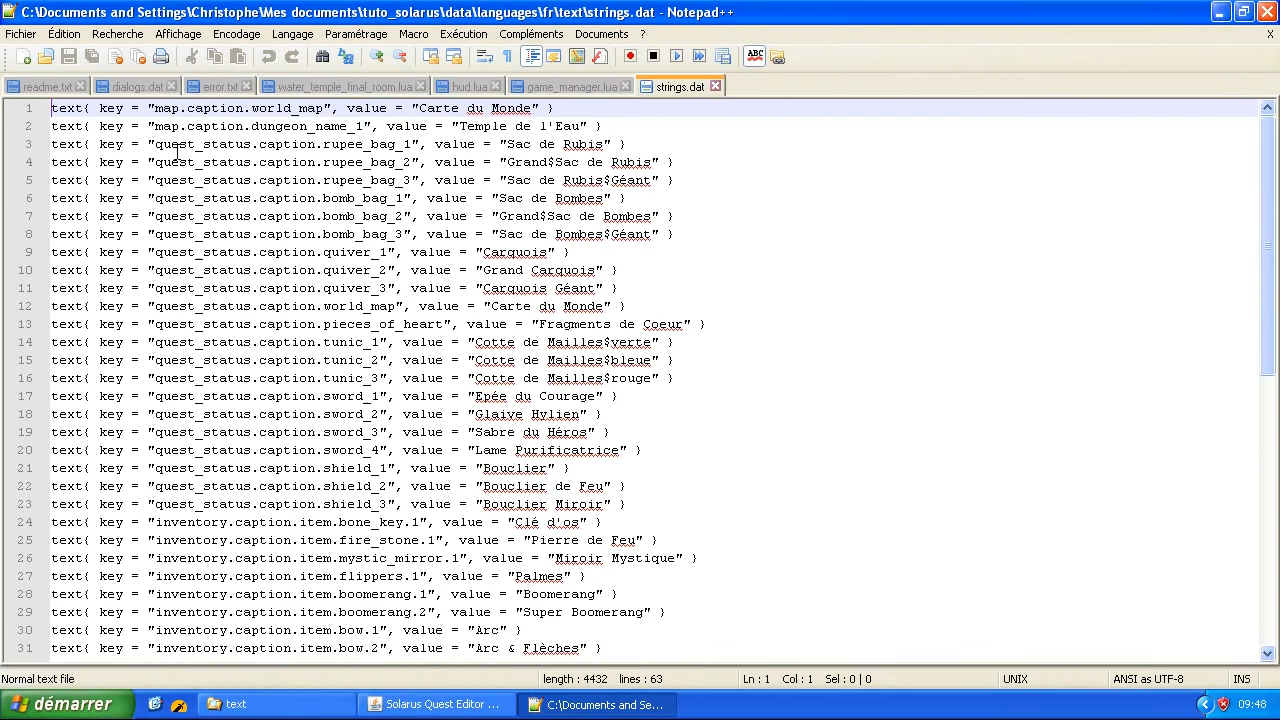 C:\Documents and Settings\Christophe\Mes documents\tuto_solarus\data\languages\fr\text\strings.dat - Notepad++
Fichier Édition Recherche Affichage Encodage Langage Paramétrage Macro Exécution Compléments Documents ? X
ABC
readme.txt dialogs.dat error.txt water_temple_final_room.lua hud.lua game_manager.lua strings.dat
1 text{ key = "map.caption.world_map", value = "Carte du Monde" }
2 text{ key = "map.caption.dungeon_name_1", value = "Temple de l'Eau" }
3 text{ key = "quest_status.caption.rupee_bag_1", value = "Sac de Rubis" }
4 text{ key = "quest_status.caption.rupee_bag_2", value = "Grand$Sac de Rubis" }
5 text{ key = "quest_status.caption.rupee_bag_3", value = "Sac de Rubis$Géant" }
6 text{ key = "quest_status.caption.bomb_bag_1", value = "Sac de Bombes" }
7 text{ key = "quest_status.caption.bomb_bag_2", value = "Grand$Sac de Bombes" }
8 text{ key = "quest_status.caption.bomb_bag_3", value = "Sac de Bombes$Géant" }
9 text{ key = "quest_status.caption.quiver_1", value = "Carquois" }
10 text{ key = "quest_status.caption.quiver_2", value = "Grand Carquois" }
11 text{ key = "quest_status.caption.quiver_3", value = "Carquois Géant" }
12 text{ key = "quest_status.caption.world_map", value = "Carte du Monde" }
13 text{ key = "quest_status.caption.pieces_of_heart", value = "Fragments de Coeur" }
14 text{ key = "quest_status.caption.tunic_1", value = "Cotte de Mailles$verte" }
15 text{ key = "quest_status.caption.tunic_2", value = "Cotte de Mailles$bleue" }
16 text{ key = "quest_status.caption.tunic_3", value = "Cotte de Mailles$rouge" }
17 text{ key = "quest_status.caption.sword_1", value = "Epée du Courage" }
18 text{ key = "quest_status.caption.sword_2", value = "Glaive Hylien" }
19 text{ key = "quest_status.caption.sword_3", value = "Sabre du Héros" }
20 text{ key = "quest_status.caption.sword_4", value = "Lame Purificatrice" }
21 text{ key = "quest_status.caption.shield_1", value = "Bouclier" }
22 text{ key = "quest_status.caption.shield_2", value = "Bouclier de Feu" }
23 text{ key = "quest_status.caption.shield_3", value = "Bouclier Miroir" }
24 text{ key = "inventory.caption.item.bone_key.1", value = "Clé d'os" }
25 text{ key = "inventory.caption.item.fire_stone.1", value = "Pierre de Feu" }
26 text{ key = "inventory.caption.item.mystic_mirror.1", value = "Miroir Mystique" }
27 text{ key = "inventory.caption.item.flippers.1", value = "Palmes" }
28 text{ key = "inventory.caption.item.boomerang.1", value = "Boomerang" }
29 text{ key = "inventory.caption.item.boomerang.2", value = "Super Boomerang" }
30 text{ key = "inventory.caption.item.bow.1", value = "Arc" }
31 text{ key = "inventory.caption.item.bow.2", value = "Arc & Flèches" }
Normal text file length : 4432 lines : 63 Ln : 1 Col : 1 Sel : 0 | 0 UNIX ANSI as UTF-8 INS
démarrer text Solarus Quest Editor ... C:\Documents and Se... 09:48